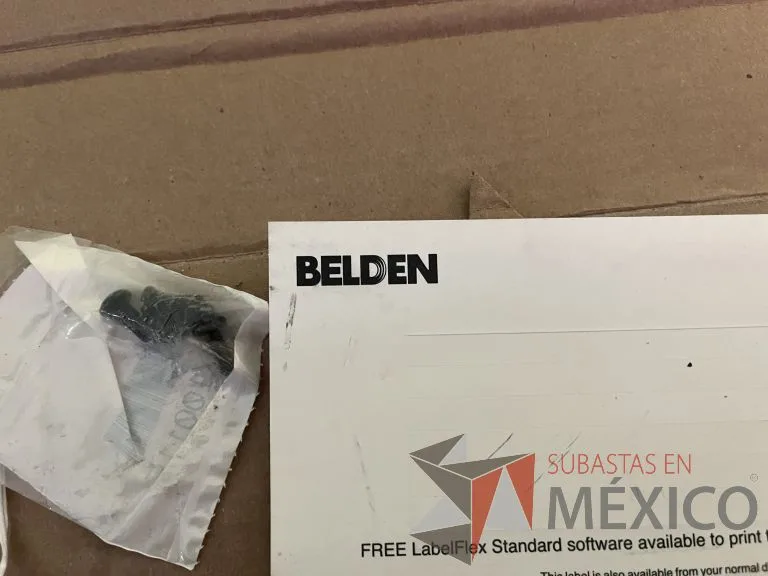 BELDEN
SUBASTAS EN
MÉXICO
FREE LabelFlex Standard software available to print
This label is also available from your normal